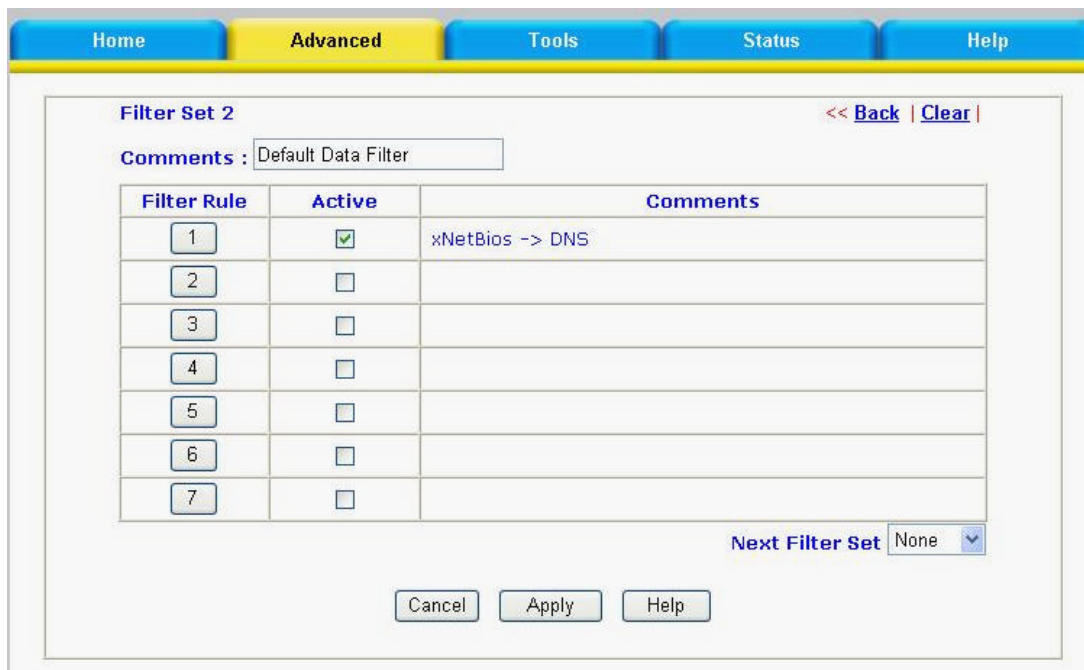 Home Advanced Tools Status Help
Filter Set 2 << Back | Clear |
Comments : Default Data Filter
Filter Rule Active Comments
1 xNetBios -> DNS
2
3
4
5
6
7
Next Filter Set None
Cancel Apply Help